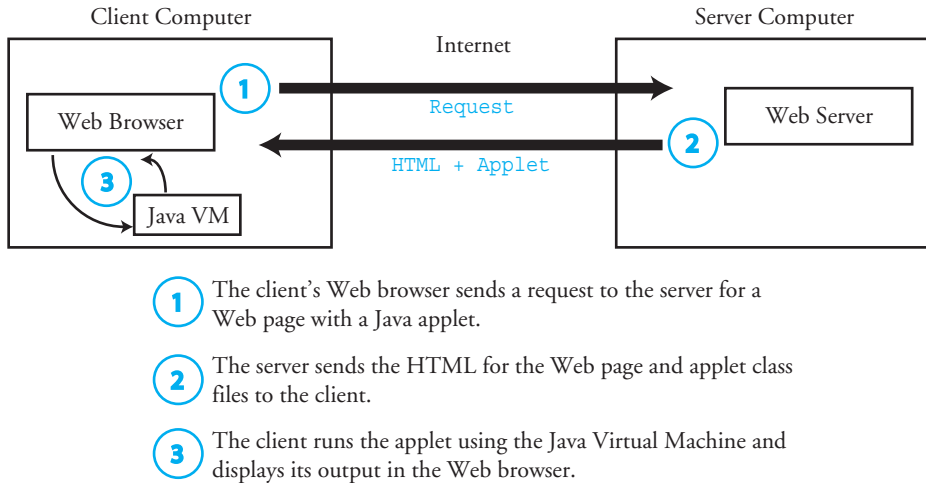 Client Computer
Server Computer
Internet
1
Request
Web Browser
Web Server
2
HTML + Applet
3
Java VM
1
The client’s Web browser sends a request to the server for a
Web page with a Java applet.
2
The server sends the HTML for the Web page and applet class
files to the client.
3
The client runs the applet using the Java Virtual Machine and
displays its output in the Web browser.